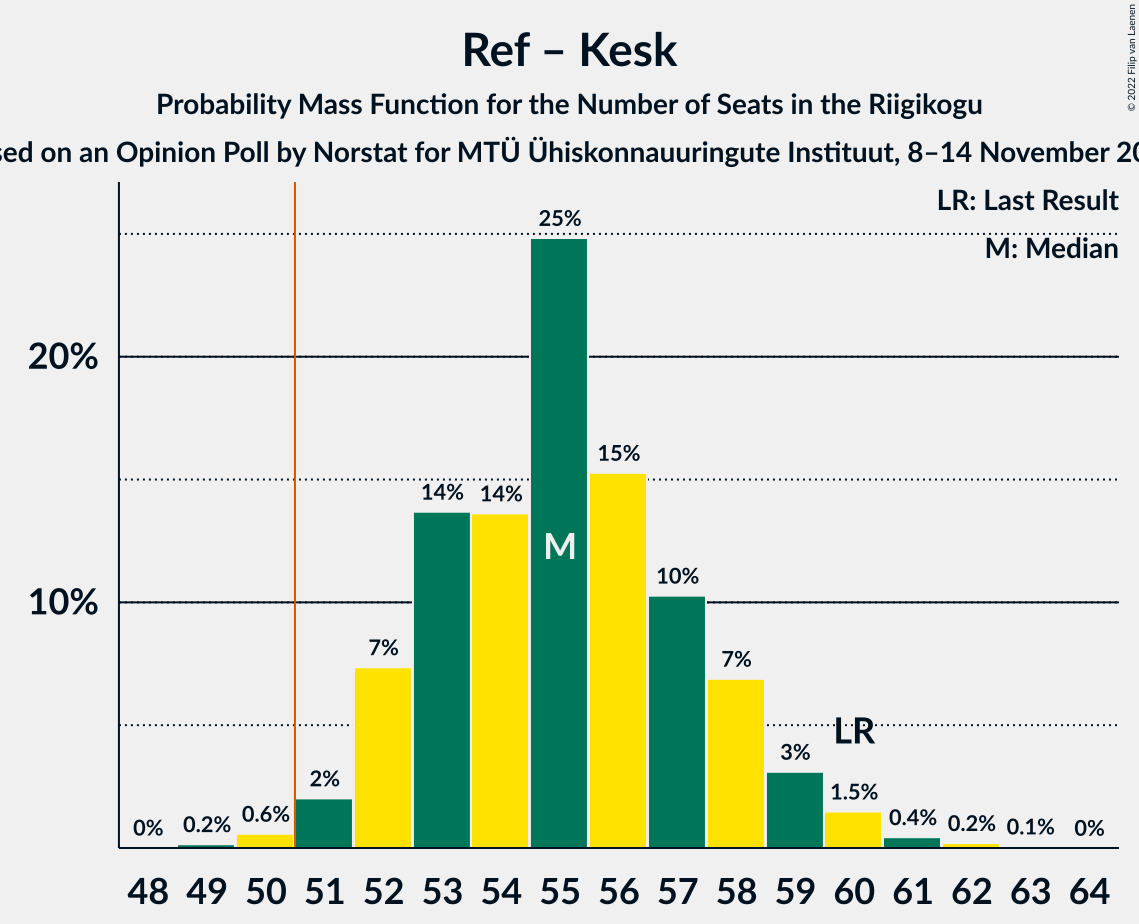 Ref – Kesk
Probability Mass Function for the Number of Seats in the Riigikogu
on an Opinion Poll by Norstat for MTÜ Ühiskonnauuringute Instituut, 8–14 November
© 2022 Filip van Laenen
LR: Last Result
M: Median
25%
20%
15%
14%
14%
M
10%
10%
7%
7%
LR
3%
2%
1.5%
0%
0.2%
0.6%
0.4%
0.2%
0.1%
0%
48 49 50 51 52 53 54 55 56 57 58 59 60 61 62 63 64